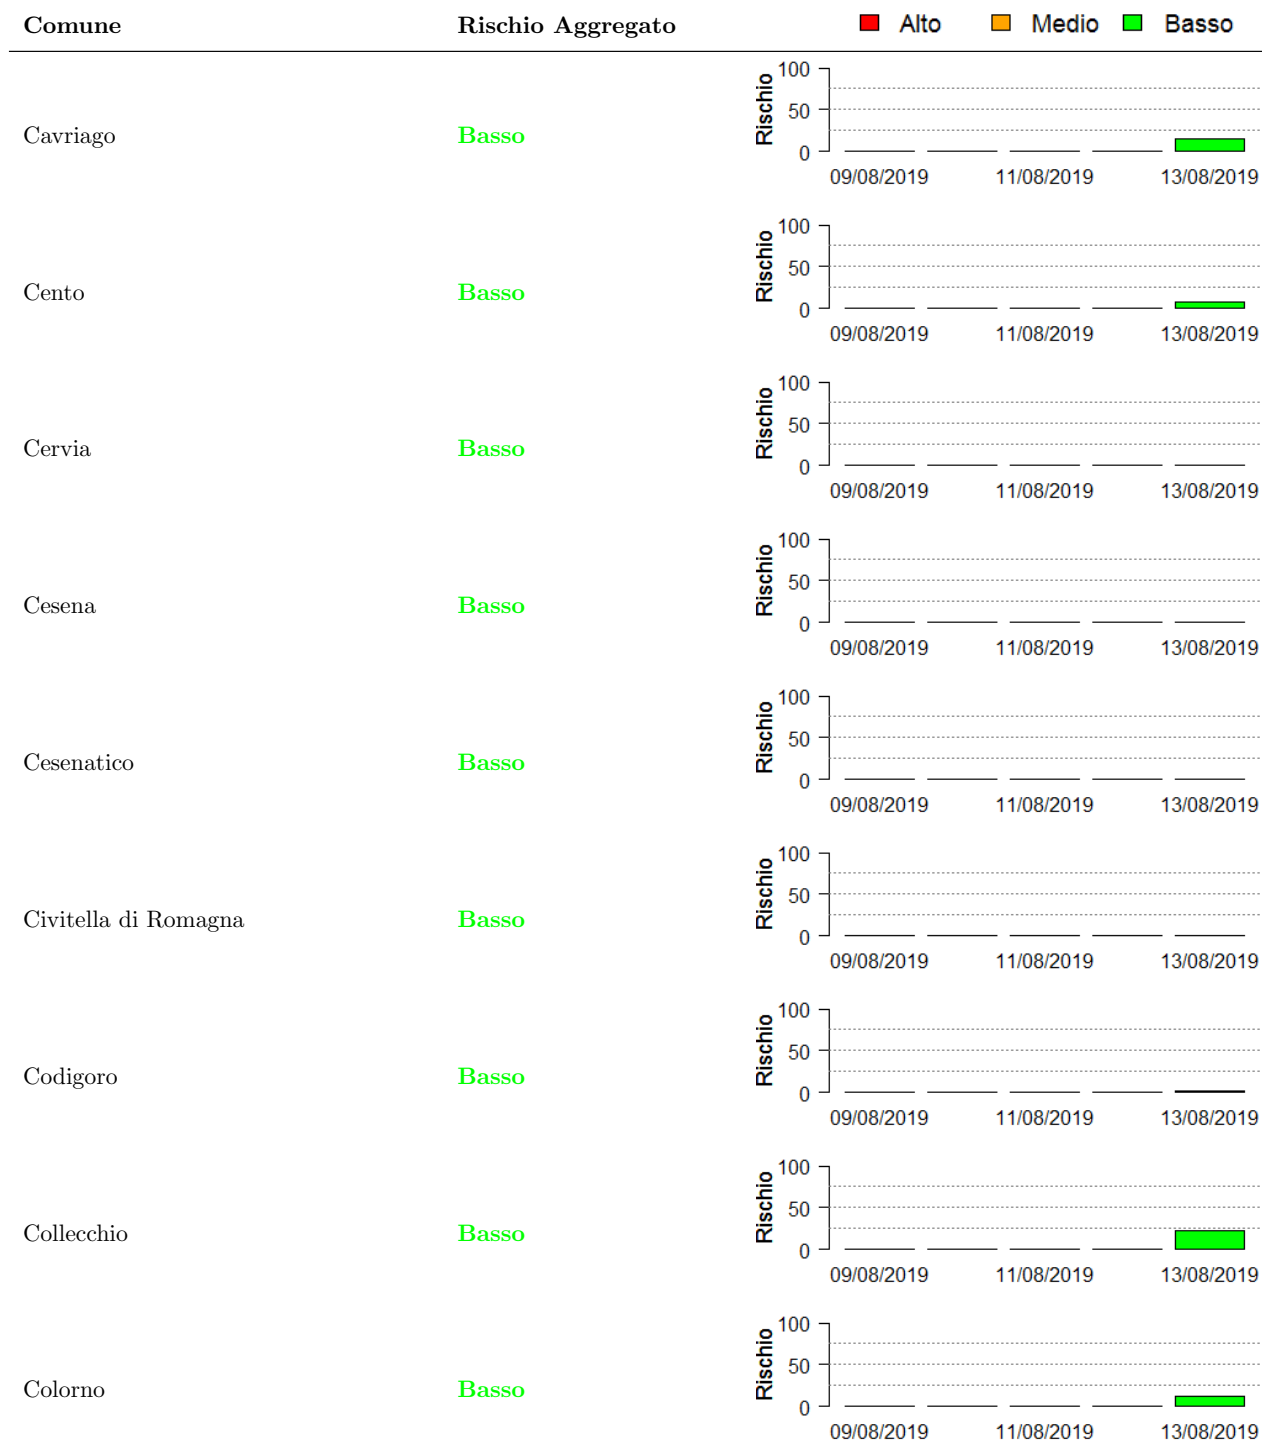 Comune Rischio Aggregato Alto Medio Basso
Cavriago Basso Rischio 100 50 0
09/08/2019 11/08/2019 13/08/2019
Cento Basso Rischio 100 50 0
09/08/2019 11/08/2019 13/08/2019
Cervia Basso Rischio 100 50 0
09/08/2019 11/08/2019 13/08/2019
Cesena Basso Rischio 100 50 0
09/08/2019 11/08/2019 13/08/2019
Cesenatico Basso Rischio 100 50 0
09/08/2019 11/08/2019 13/08/2019
Civitella di Romagna Basso Rischio 100 50 0
09/08/2019 11/08/2019 13/08/2019
Codigoro Basso Rischio 100 50 0
09/08/2019 11/08/2019 13/08/2019
Collecchio Basso Rischio 100 50 0
09/08/2019 11/08/2019 13/08/2019
Colorno Basso Rischio 100 50 0
09/08/2019 11/08/2019 13/08/2019